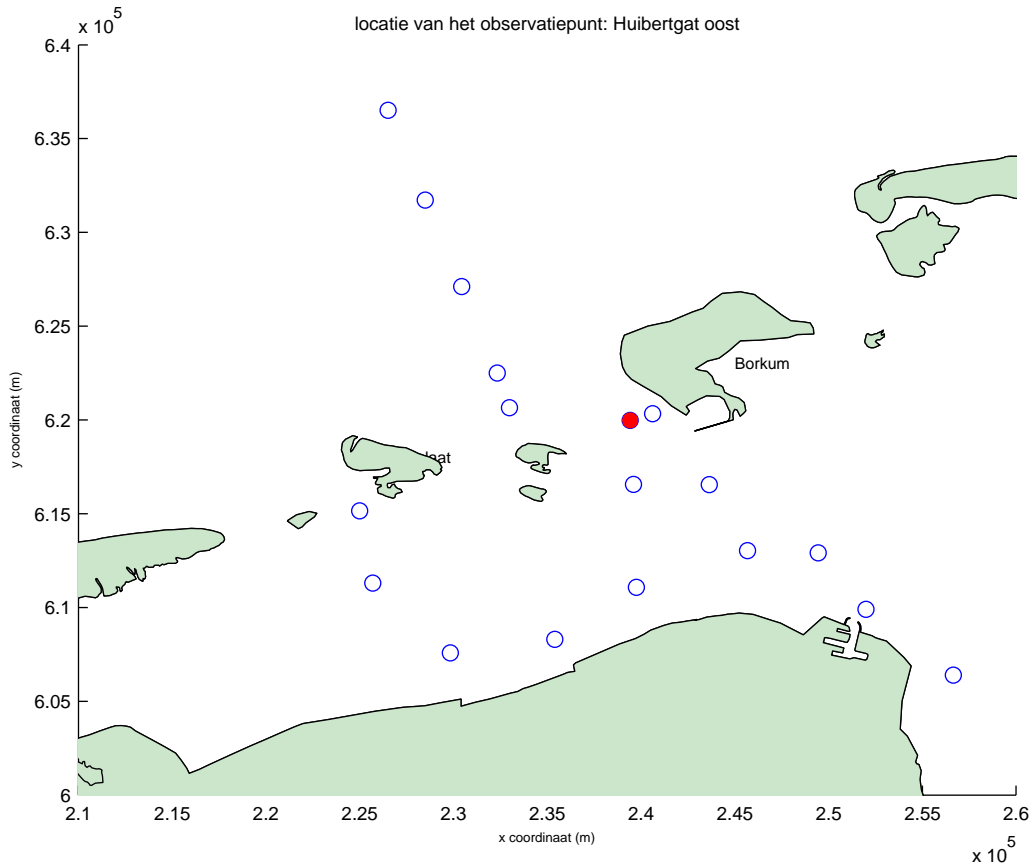 locatie van het observatiepunt: Huibertgat oost
x 10^5
6.4
6.35
6.3
6.25
6.2
6.15
6.1
6.05
6
y coordinaat (m)
Borkum
laat
2.1
2.15
2.2
2.25
2.3
2.35
2.4
2.45
2.5
2.55
2.6
x coordinaat (m)
x 10^5